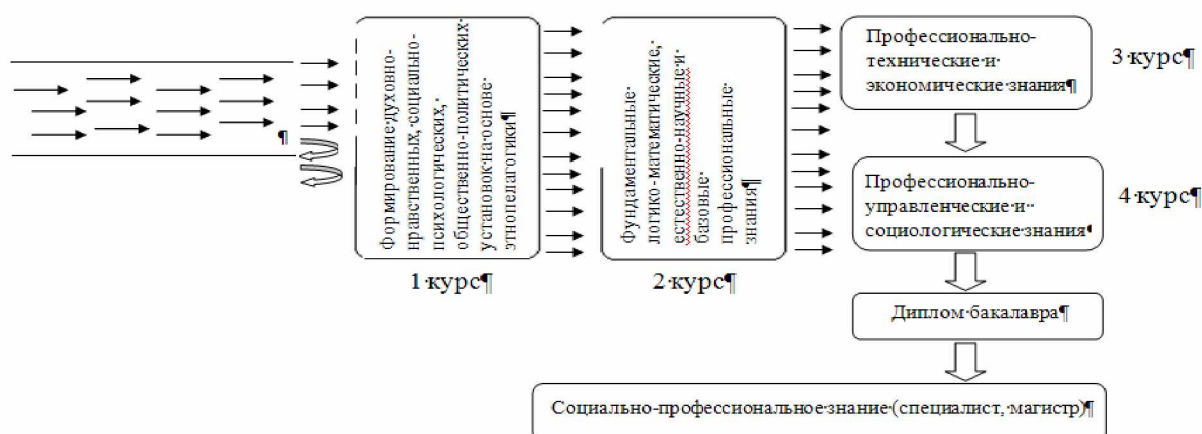 ¶
Формирование духовно-
нравственных, социально-
психологических,
общественно-политических
установок на основе
этнопелагогики¶
1 курс¶
Фундаментальные
логико-математические,
естественно-научные и
базовые
профессиональные
знания¶
2 курс¶
Профессионально-
технические и
экономические знания¶
3 курс¶
Профессионально-
управленческие и
социологические знания¶
4 курс¶
Диплом бакалавра¶
Социально-профессиональное знание (специалист, магистр)¶